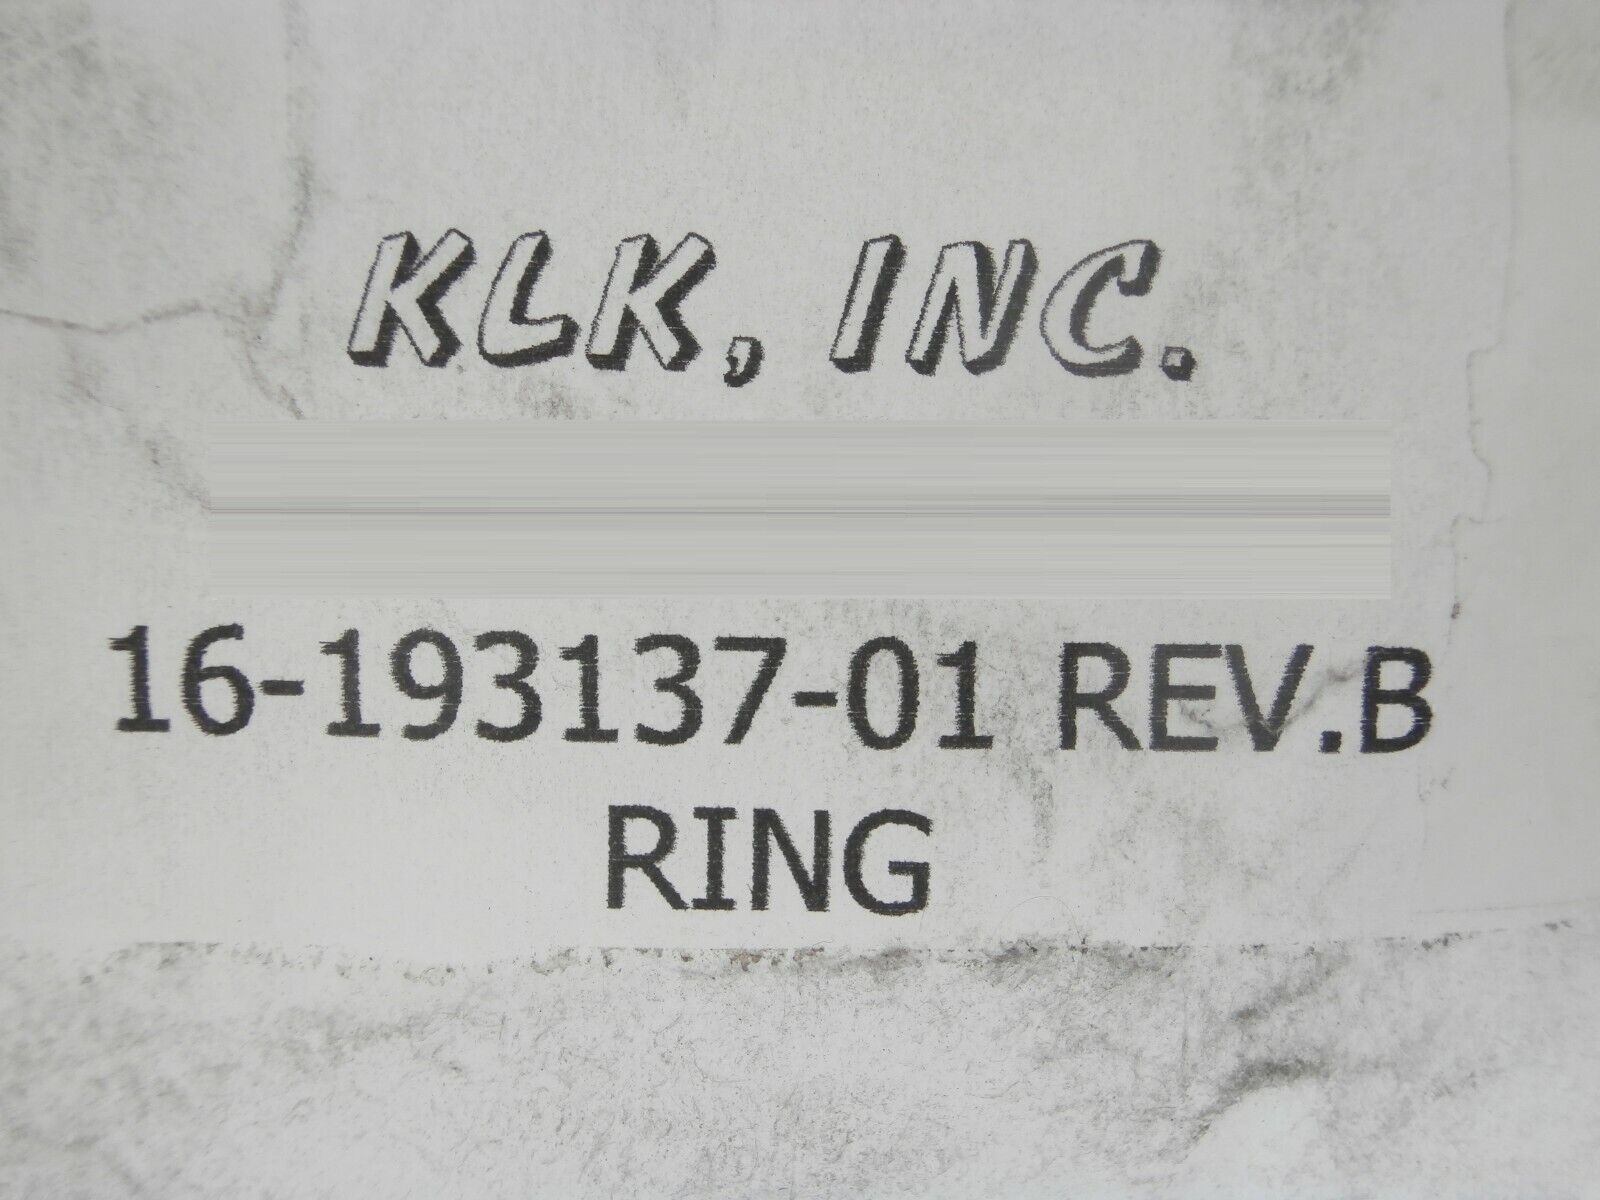 KLK, INC.
16-193137-01 REV.B
RING